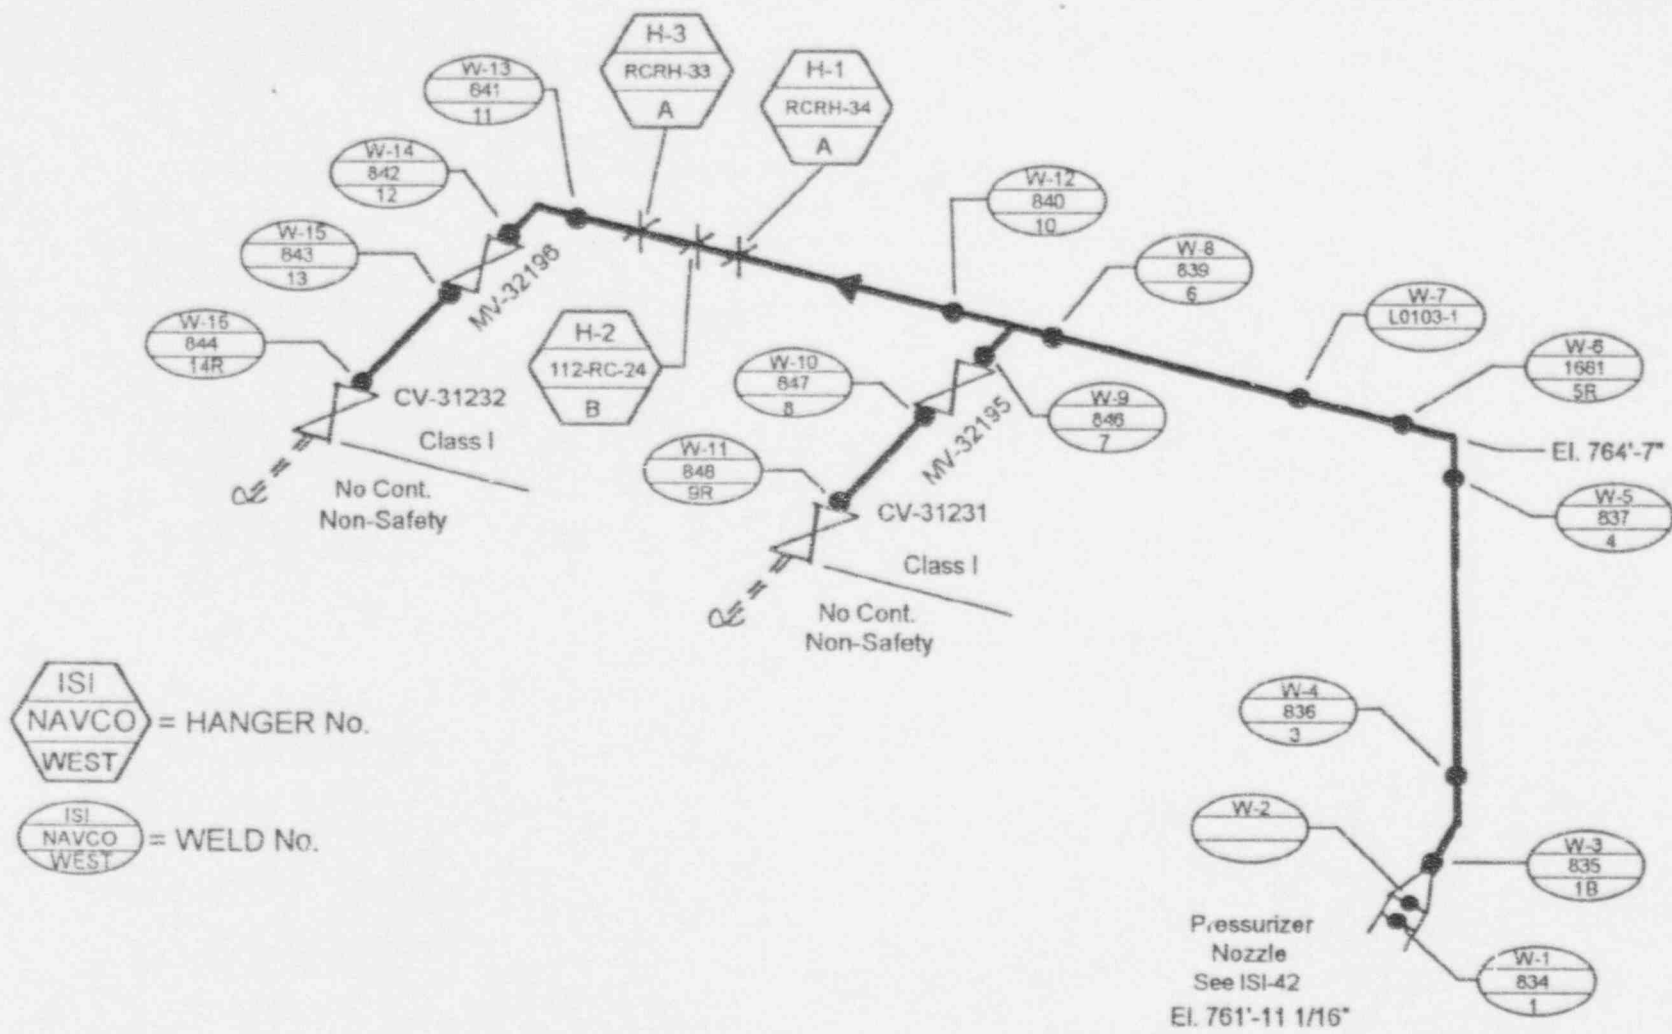 H-3
RCRH-33
A
H-1
RCRH-34
A
W-13
841
11
W-14
842
12
W-15
843
13
W-16
844
14R
MV-32196
CV-31232
Class I
No Cont.
Non-Safety
H-2
112-RC-24
B
W-12
840
10
W-8
839
6
W-7
L0103-1
W-6
1661
5R
El. 764'-7"
W-5
837
4
W-10
847
8
W-9
846
7
MV-32195
W-11
848
9R
CV-31231
Class I
No Cont.
Non-Safety
ISI
NAVCO
WEST
= HANGER No.
ISI
NAVCO
WEST
= WELD No.
W-4
836
3
W-2
W-3
835
1B
Pressurizer
Nozzle
See ISI-42
El. 761'-11 1/16"
W-1
834
1